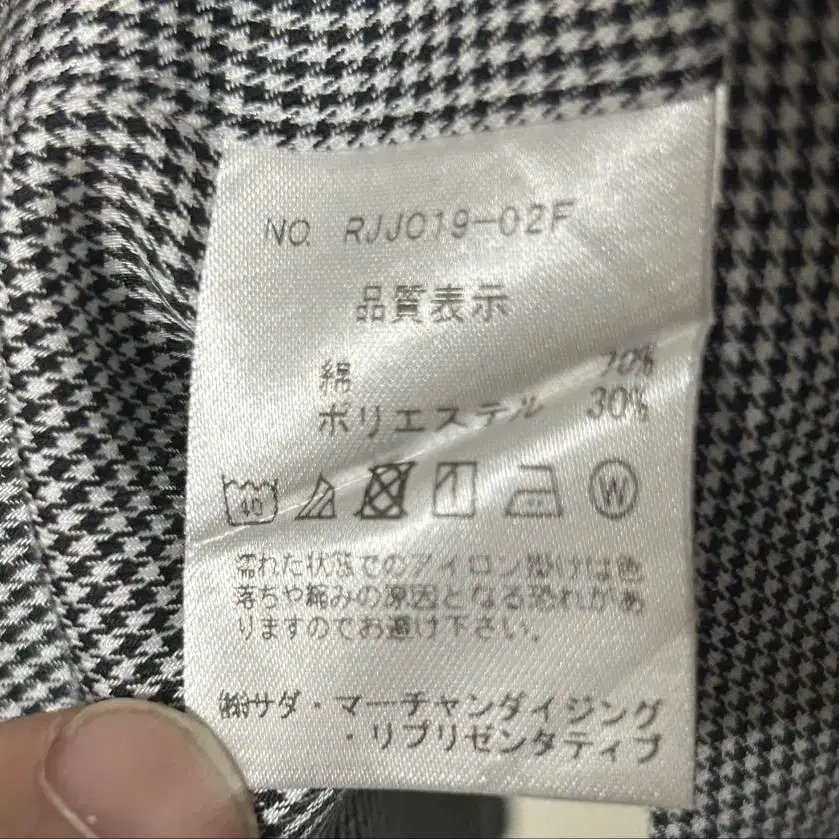 NO. RJJ019-02F
品質表示
綿 70%
ポリエステル 30%
40 W
濡れた状態でのアイロン掛けは色
落ちや縮みの原因となる恐れがあ
りますのでお避け下さい。
㈱サダ・マーチャンダイジング
・リプリゼンタティブ